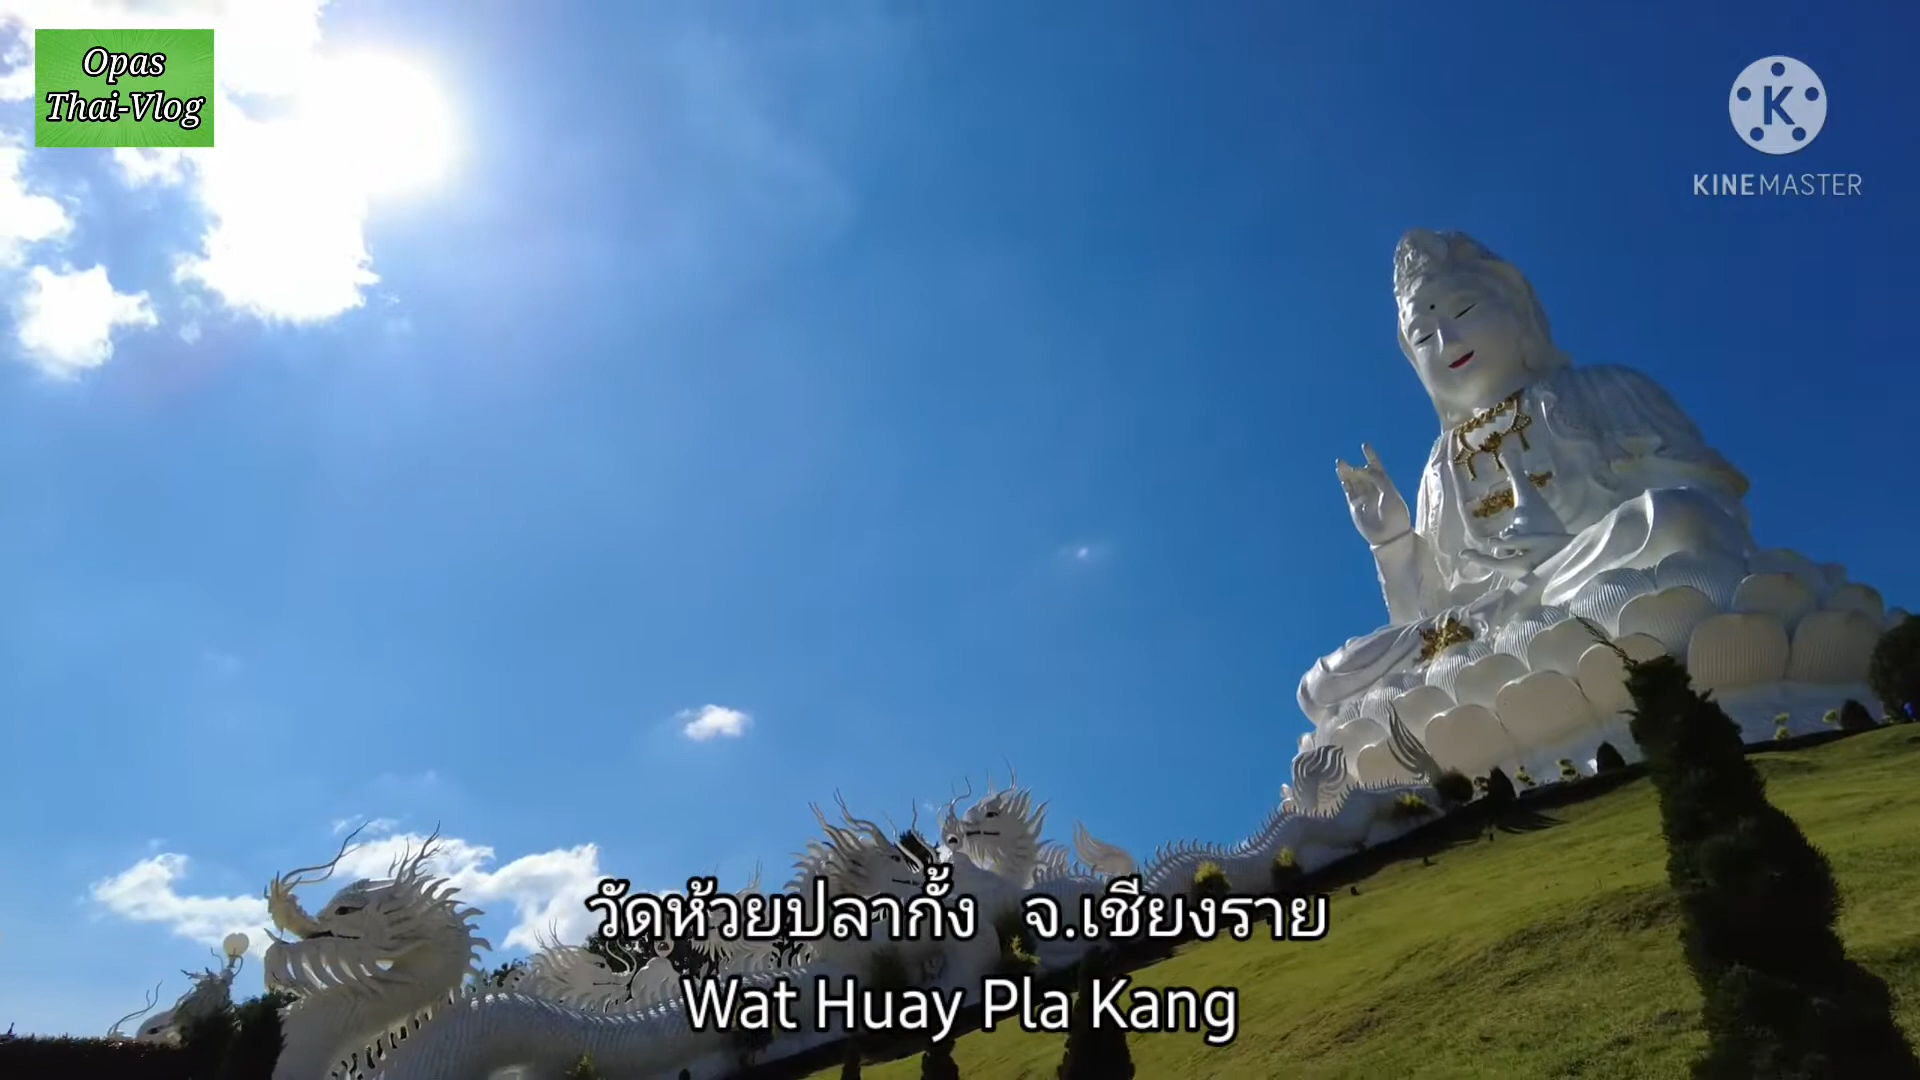 Opas
Thai-Vlog
K
KINEMASTER
วัดห้วยปลากั้ง จ.เชียงราย
Wat Huay Pla Kang